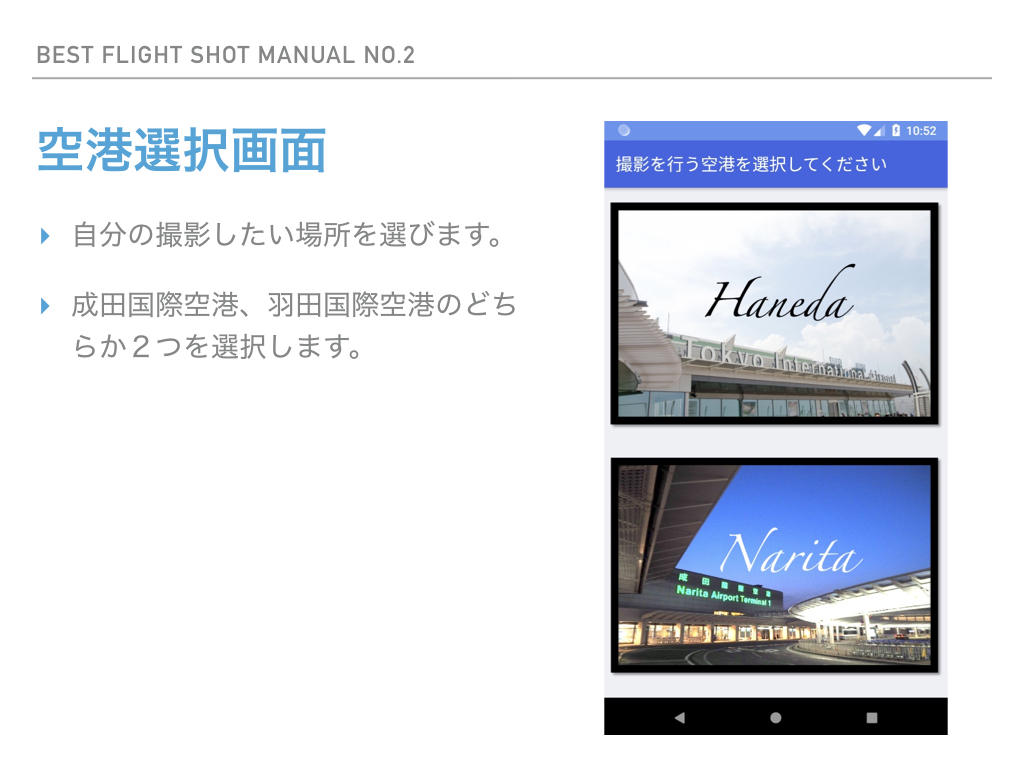 BEST FLIGHT SHOT MANUAL NO.2
空港選択画面
自分の撮影したい場所を選びます。
成田国際空港、羽田国際空港のどち
らか２つを選択します。
10:52
撮影を行う空港を選択してください
Haneda
Tokyo International Airport
Narita
成田国際空港
Narita Airport Terminal 1